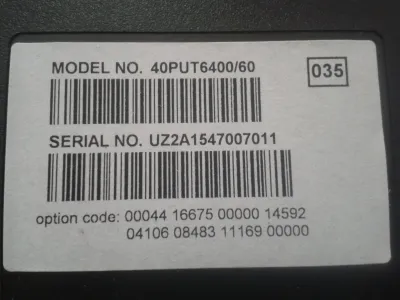 MODEL NO. 40PUT6400/60
035
SERIAL NO. UZ2A1547007011
option code: 00044 16675 00000 14592
04106 08483 11169 00000